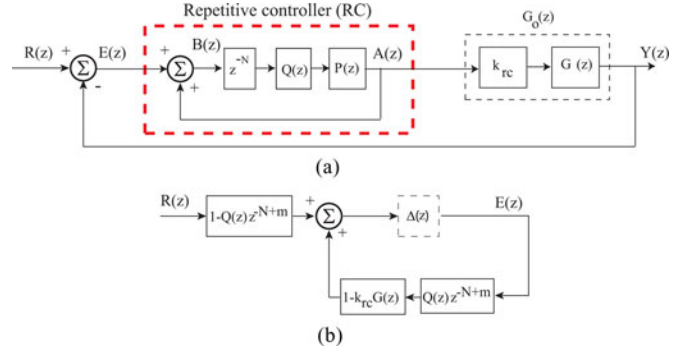 Repetitive controller (RC)
G_o(z)
R(z) + E(z) + B(z) A(z) Y(z)
Σ Σ z^-N Q(z) P(z) k_rc G (z)
- +
(a)
R(z) + E(z)
1-Q(z)z^-N+m Σ Δ(z)
+
1-k_rcG(z) Q(z)z^-N+m
(b)